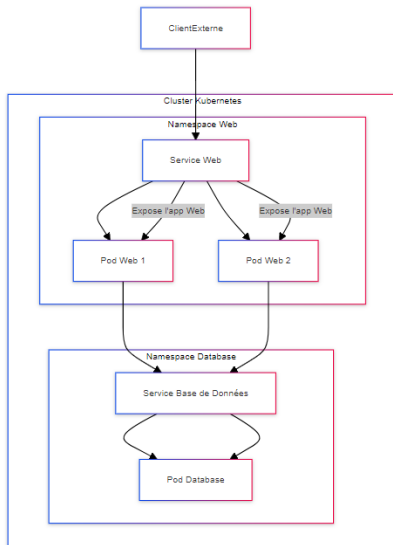 ClientExterne
Cluster Kubernetes
Namespace Web
Service Web
Expose l'app Web
Expose l'app Web
Pod Web 1
Pod Web 2
Namespace Database
Service Base de Données
Pod Database